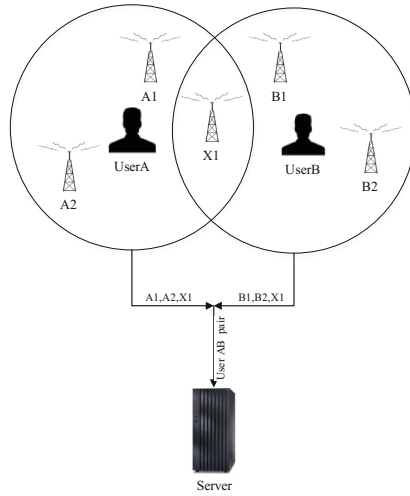 A1
B1
X1
UserA
UserB
A2
B2
A1,A2,X1
B1,B2,X1
User AB pair
Server